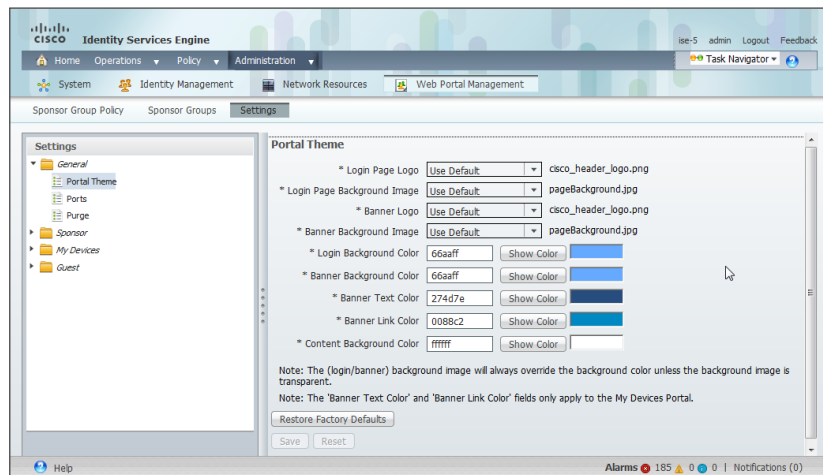 CISCO Identity Services Engine
ise-5 admin Logout Feedback
Home Operations Policy Administration
Task Navigator
System Identity Management Network Resources Web Portal Management
Sponsor Group Policy Sponsor Groups Settings
Settings
General
Portal Theme
Ports
Purge
Sponsor
My Devices
Guest
Portal Theme
* Login Page Logo Use Default cisco_header_logo.png
* Login Page Background Image Use Default pageBackground.jpg
* Banner Logo Use Default cisco_header_logo.png
* Banner Background Image Use Default pageBackground.jpg
* Login Background Color 66aaff Show Color
* Banner Background Color 66aaff Show Color
* Banner Text Color 274d7e Show Color
* Banner Link Color 0088c2 Show Color
* Content Background Color ffffff Show Color
Note: The (login/banner) background image will always override the background color unless the background image is
transparent.
Note: The 'Banner Text Color' and 'Banner Link Color' fields only apply to the My Devices Portal.
Restore Factory Defaults
Save Reset
Help
Alarms 185 0 0 | Notifications (0)